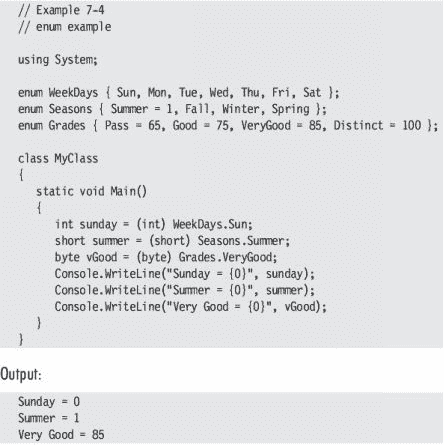 // Example 7-4
// enum example
using System;
enum WeekDays { Sun, Mon, Tue, Wed, Thu, Fri, Sat };
enum Seasons { Summer = 1, Fall, Winter, Spring };
enum Grades { Pass = 65, Good = 75, VeryGood = 85, Distinct = 100 };
class MyClass
{
static void Main()
{
int sunday = (int) WeekDays.Sun;
short summer = (short) Seasons.Summer;
byte vGood = (byte) Grades.VeryGood;
Console.WriteLine("Sunday = {0}", sunday);
Console.WriteLine("Summer = {0}", summer);
Console.WriteLine("Very Good = {0}", vGood);
}
}
Output:
Sunday = 0
Summer = 1
Very Good = 85